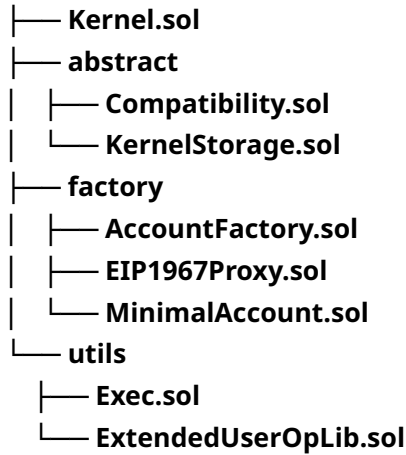 ├── Kernel.sol
├── abstract
│   ├── Compatibility.sol
│   └── KernelStorage.sol
├── factory
│   ├── AccountFactory.sol
│   ├── EIP1967Proxy.sol
│   └── MinimalAccount.sol
└── utils
    ├── Exec.sol
    └── ExtendedUserOpLib.sol